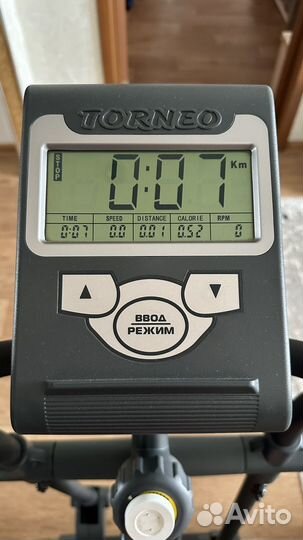 TORNEO
STOP
0:07 Km
TIME SPEED DISTANCE CALORIE RPM
0:07 0.0 0.01 0.52 0
ВВОД
РЕЖИМ
Avito